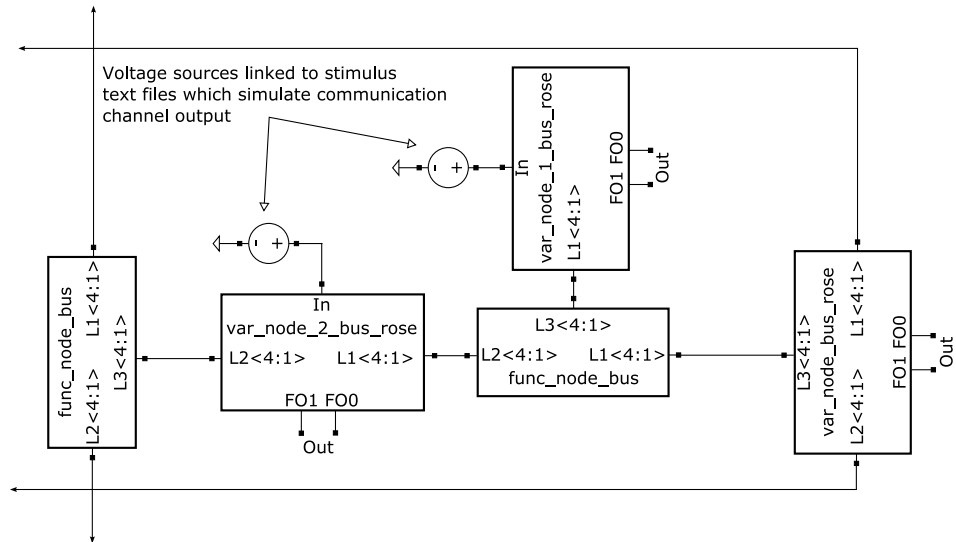 Voltage sources linked to stimulus
text files which simulate communication
channel output
- +
In
var_node_1_bus_rose
L1<4:1>
FO1 FO0
Out
- +
func_node_bus
L1<4:1>
L2<4:1>
L3<4:1>
In
var_node_2_bus_rose
L2<4:1> L1<4:1>
FO1 FO0
Out
L3<4:1>
L2<4:1> L1<4:1>
func_node_bus
L3<4:1>
var_node_bus_rose
L1<4:1>
L2<4:1>
FO1 FO0
Out